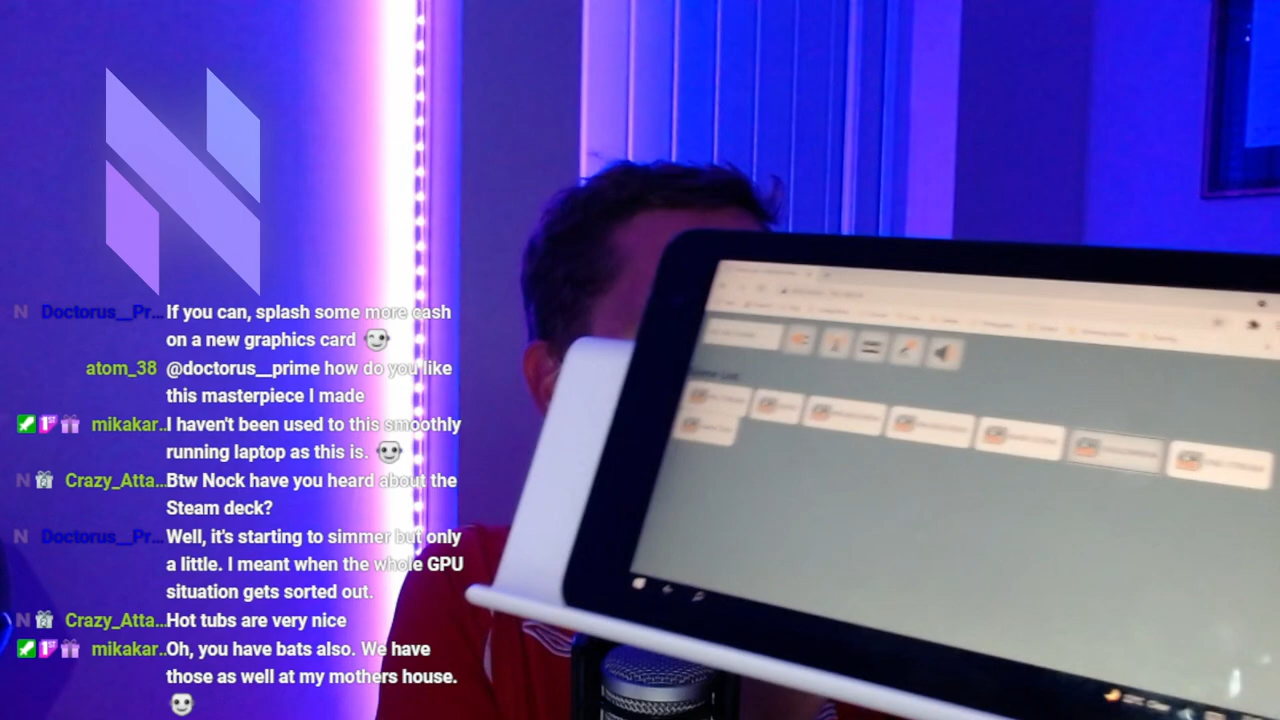 Doctorus__Pr... If you can, splash some more cash
on a new graphics card
atom_38 @doctorus__prime how do you like
this masterpiece I made
mikakar.. I haven't been used to this smoothly
running laptop as this is.
Crazy_Atta... Btw Nock have you heard about the
Steam deck?
Doctorus__Pr... Well, it's starting to simmer but only
a little. I meant when the whole GPU
situation gets sorted out.
Crazy_Atta... Hot tubs are very nice
mikakar.. Oh, you have bats also. We have
those as well at my mothers house.